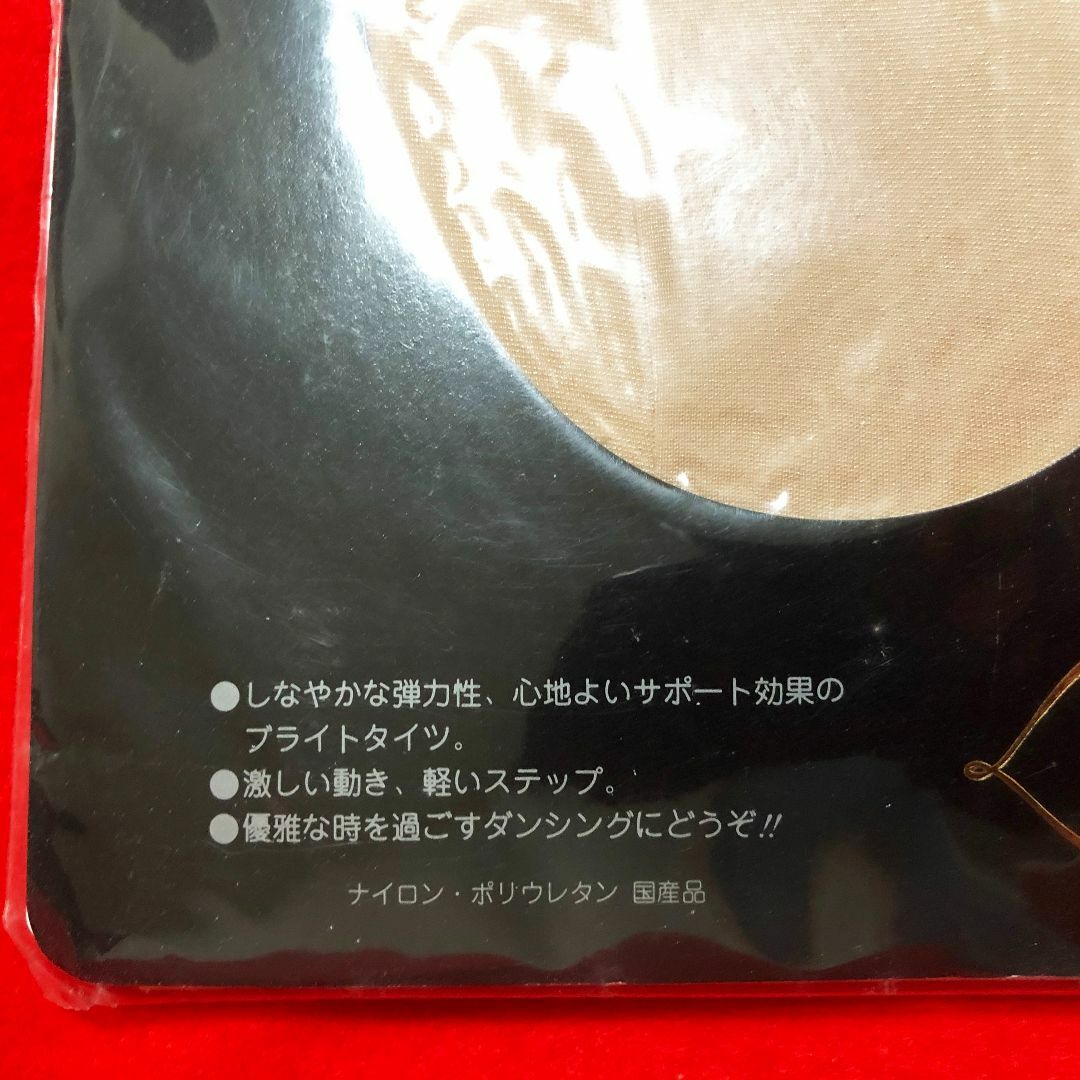 ●しなやかな弾力性、心地よいサポート効果の
ブライトタイツ。
●激しい動き、軽いステップ。
●優雅な時を過ごすダンシングにどうぞ!!
ナイロン・ポリウレタン 国産品